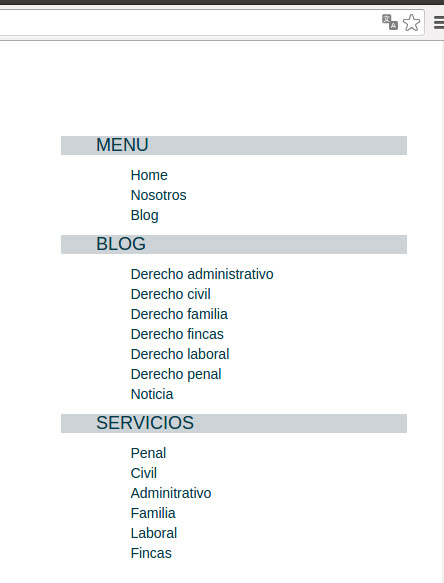 MENU
Home
Nosotros
Blog
BLOG
Derecho administrativo
Derecho civil
Derecho familia
Derecho fincas
Derecho laboral
Derecho penal
Noticia
SERVICIOS
Penal
Civil
Adminitrativo
Familia
Laboral
Fincas